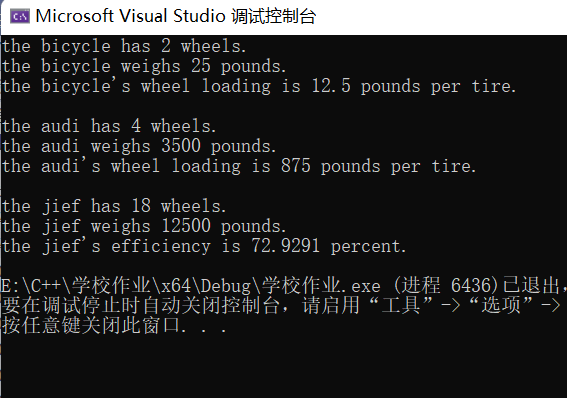 Microsoft Visual Studio 调试控制台
the bicycle has 2 wheels.
the bicycle weighs 25 pounds.
the bicycle's wheel loading is 12.5 pounds per tire.
the audi has 4 wheels.
the audi weighs 3500 pounds.
the audi's wheel loading is 875 pounds per tire.
the jief has 18 wheels.
the jief weighs 12500 pounds.
the jief's efficiency is 72.9291 percent.
E:\C++\学校作业\x64\Debug\学校作业.exe (进程 6436)已退出,
要在调试停止时自动关闭控制台，请启用“工具”->“选项”->
按任意键关闭此窗口. . .